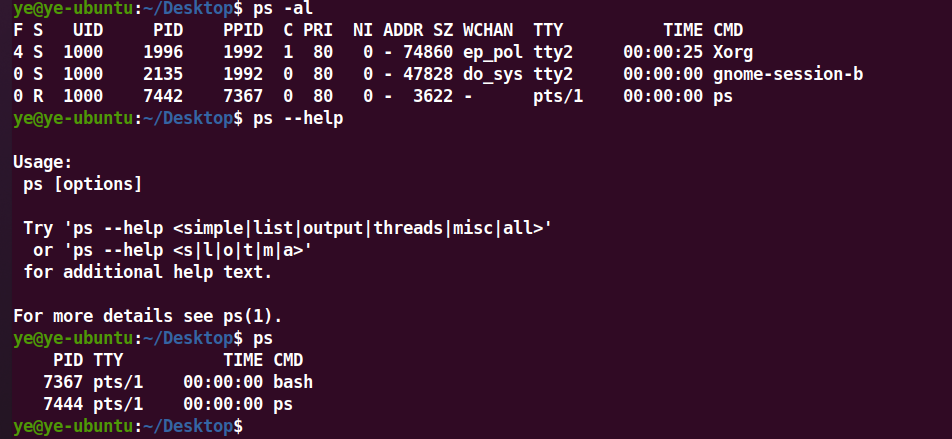 ye@ye-ubuntu:~/Desktop$ ps -al
F S   UID     PID    PPID  C PRI  NI ADDR SZ WCHAN  TTY          TIME CMD
4 S  1000    1996    1992  1  80   0 - 74860 ep_pol tty2     00:00:25 Xorg
0 S  1000    2135    1992  0  80   0 - 47828 do_sys tty2     00:00:00 gnome-session-b
0 R  1000    7442    7367  0  80   0 -  3622 -      pts/1    00:00:00 ps
ye@ye-ubuntu:~/Desktop$ ps --help
Usage:
 ps [options]
 Try 'ps --help <simple|list|output|threads|misc|all>'
  or 'ps --help <s|l|o|t|m|a>'
 for additional help text.
For more details see ps(1).
ye@ye-ubuntu:~/Desktop$ ps
    PID TTY          TIME CMD
   7367 pts/1    00:00:00 bash
   7444 pts/1    00:00:00 ps
ye@ye-ubuntu:~/Desktop$